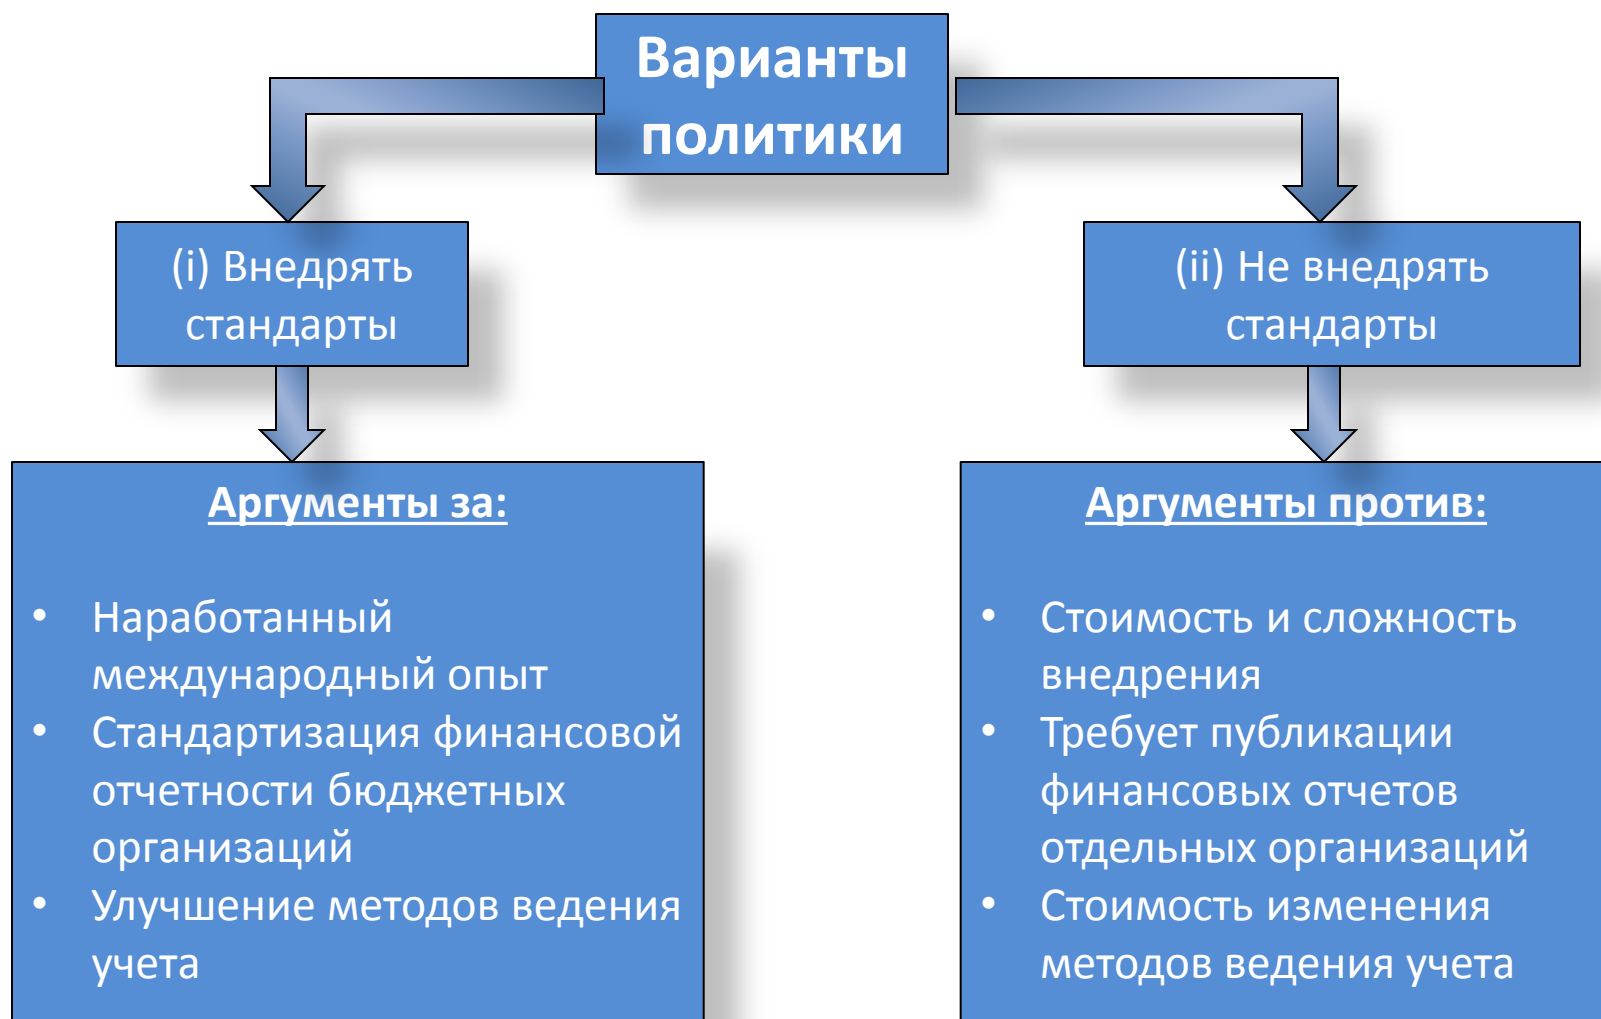 Варианты
политики
(i) Внедрять
стандарты
(ii) Не внедрять
стандарты
Аргументы за:
• Наработанный
международный опыт
• Стандартизация финансовой
отчетности бюджетных
организаций
• Улучшение методов ведения
учета
Аргументы против:
• Стоимость и сложность
внедрения
• Требует публикации
финансовых отчетов
отдельных организаций
• Стоимость изменения
методов ведения учета